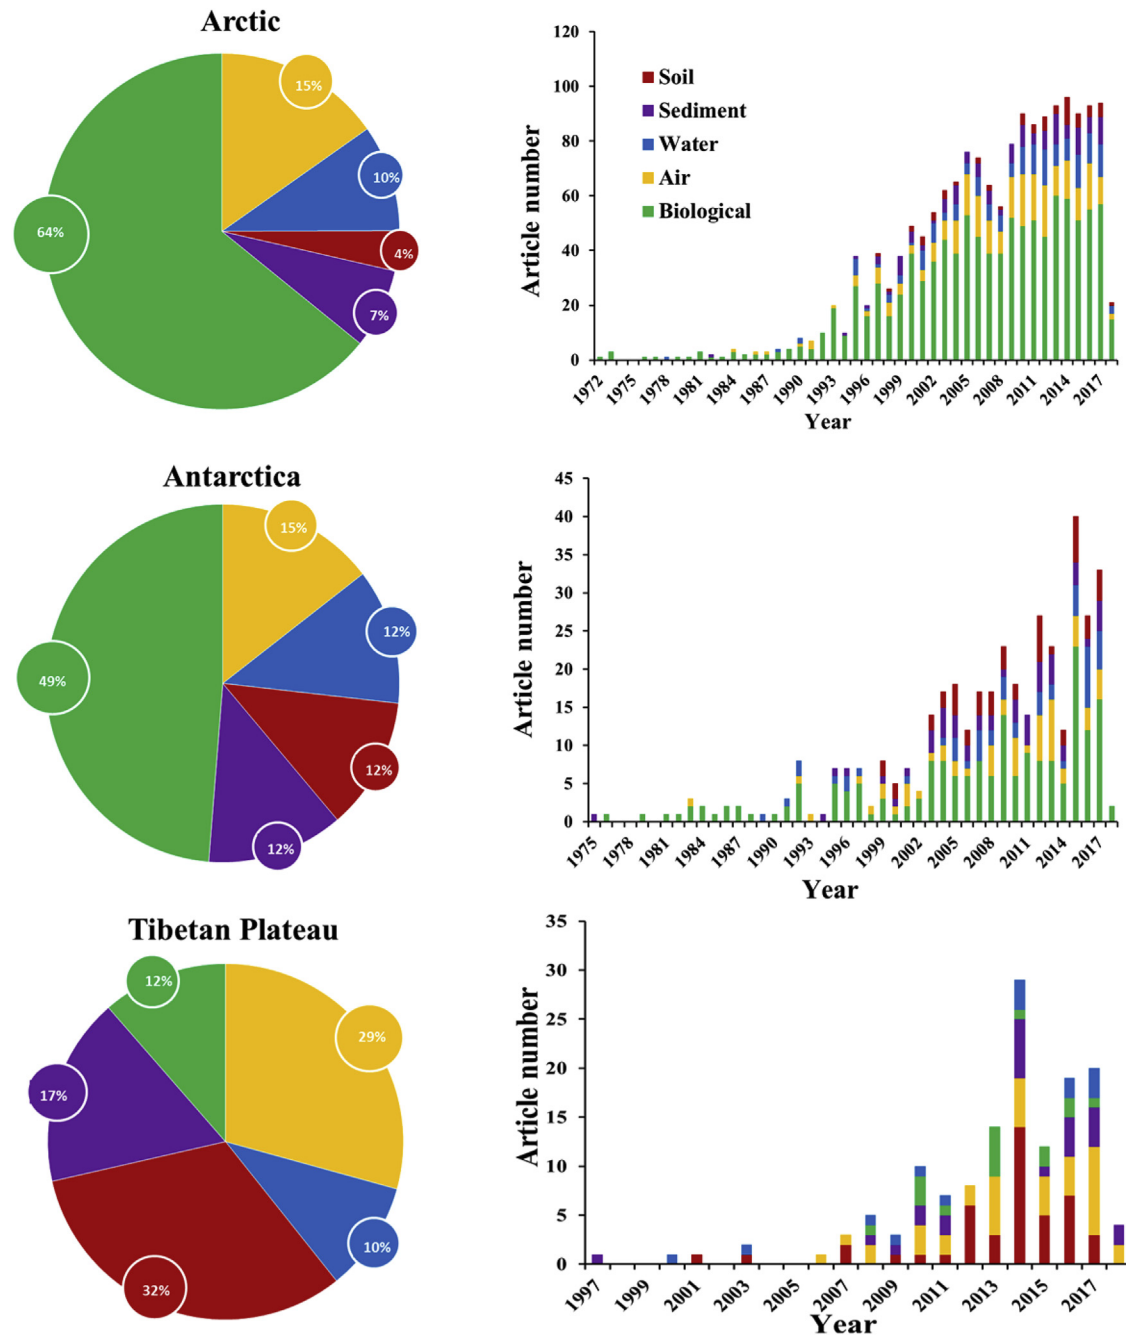 Arctic
15%
10%
4%
7%
64%
Article number
120
100
80
60
40
20
0
Soil
Sediment
Water
Air
Biological
1972 1975 1978 1981 1984 1987 1990 1993 1996 1999 2002 2005 2008 2011 2014 2017
Year
Antarctica
15%
12%
12%
12%
49%
Article number
45
40
35
30
25
20
15
10
5
0
1975 1978 1981 1984 1987 1990 1993 1996 1999 2002 2005 2008 2011 2014 2017
Year
Tibetan Plateau
12%
29%
17%
10%
32%
Article number
35
30
25
20
15
10
5
0
1997 1999 2001 2003 2005 2007 2009 2011 2013 2015 2017
Year